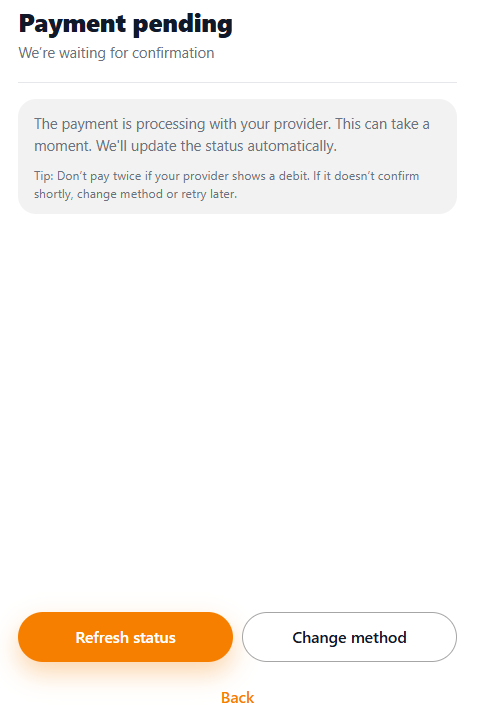 Payment pending
We’re waiting for confirmation
The payment is processing with your provider. This can take a
moment. We'll update the status automatically.
Tip: Don’t pay twice if your provider shows a debit. If it doesn’t confirm
shortly, change method or retry later.
Refresh status
Change method
Back